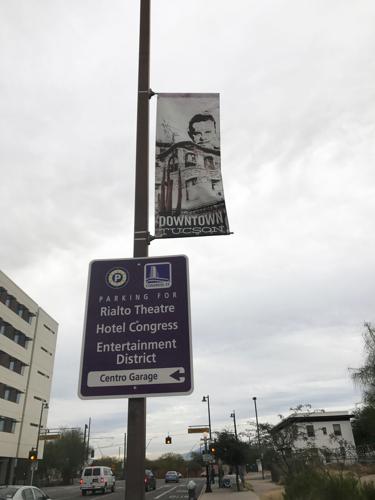 DOWNTOWN
TUCSON
P
PARKING FOR
Rialto Theatre
Hotel Congress
Entertainment
District
Centro Garage